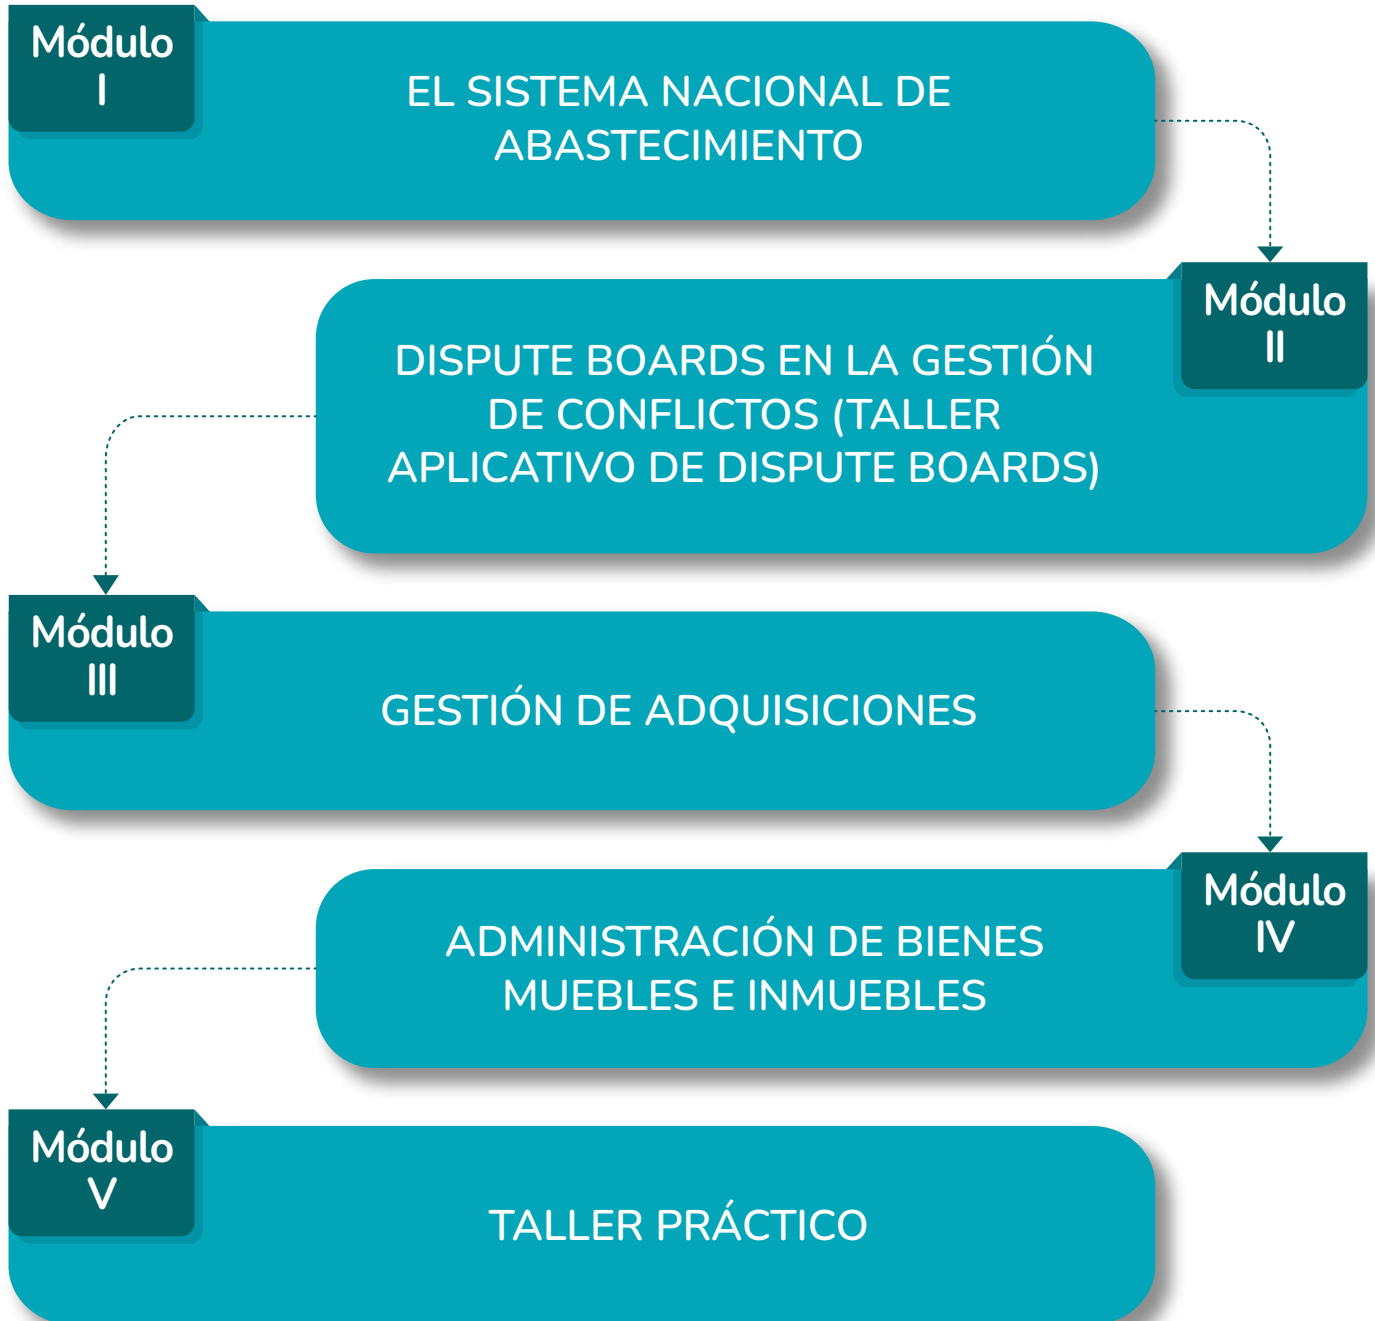 Módulo
I
EL SISTEMA NACIONAL DE
ABASTECIMIENTO
Módulo
II
DISPUTE BOARDS EN LA GESTIÓN
DE CONFLICTOS (TALLER
APLICATIVO DE DISPUTE BOARDS)
Módulo
III
GESTIÓN DE ADQUISICIONES
Módulo
IV
ADMINISTRACIÓN DE BIENES
MUEBLES E INMUEBLES
Módulo
V
TALLER PRÁCTICO